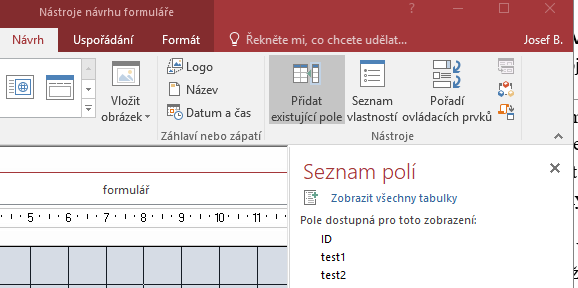 Nástroje návrhu formuláře
Návrh Uspořádání Formát Řekněte mi, co chcete udělat... Josef B.
Vložit obrázek
Logo
Název
Datum a čas
Záhlaví nebo zápatí
Přidat existující pole
Seznam vlastností
Pořadí ovládacích prvků
Nástroje
formulář
5 6 7 8 9 10 11
Seznam polí
Zobrazit všechny tabulky
Pole dostupná pro toto zobrazení:
ID
test1
test2